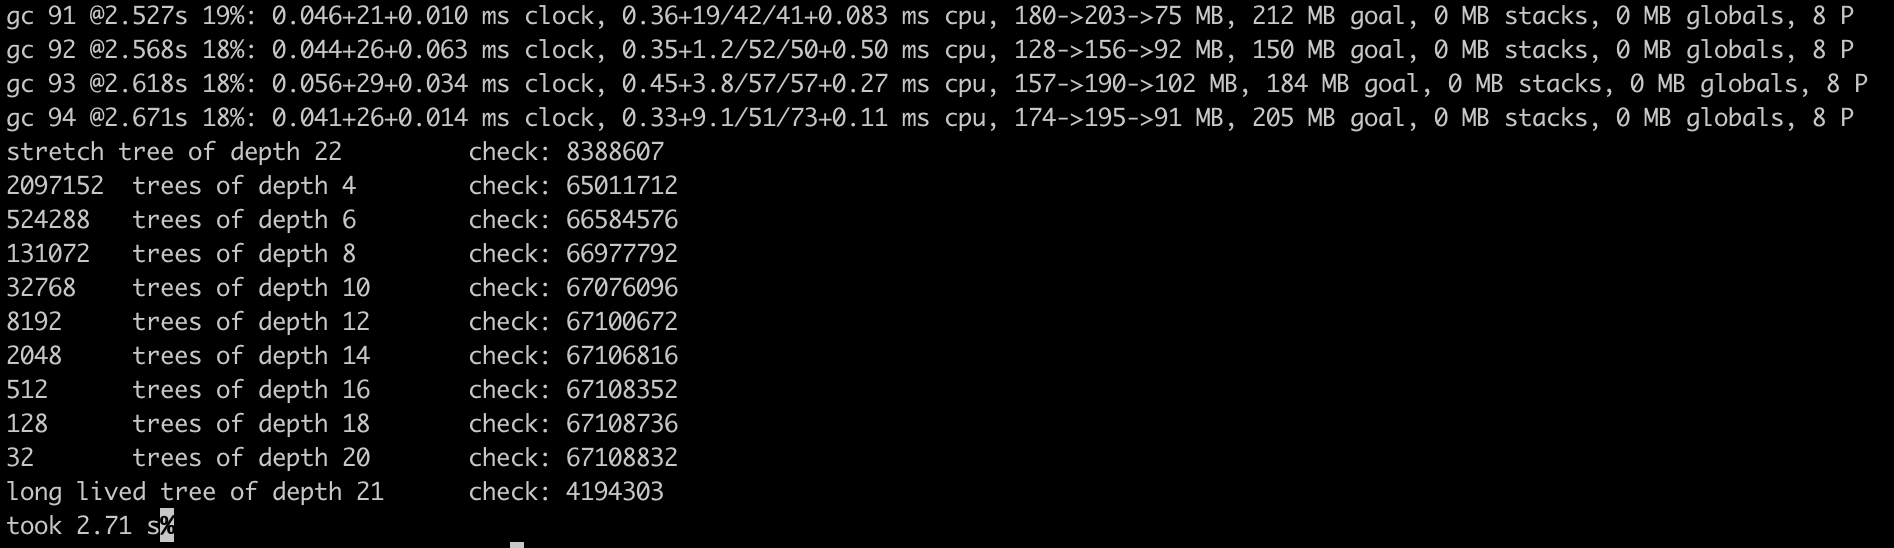 gc 91 @2.527s 19%: 0.046+21+0.010 ms clock, 0.36+19/42/41+0.083 ms cpu, 180->203->75 MB, 212 MB goal, 0 MB stacks, 0 MB globals, 8 P
gc 92 @2.568s 18%: 0.044+26+0.063 ms clock, 0.35+1.2/52/50+0.50 ms cpu, 128->156->92 MB, 150 MB goal, 0 MB stacks, 0 MB globals, 8 P
gc 93 @2.618s 18%: 0.056+29+0.034 ms clock, 0.45+3.8/57/57+0.27 ms cpu, 157->190->102 MB, 184 MB goal, 0 MB stacks, 0 MB globals, 8 P
gc 94 @2.671s 18%: 0.041+26+0.014 ms clock, 0.33+9.1/51/73+0.11 ms cpu, 174->195->91 MB, 205 MB goal, 0 MB stacks, 0 MB globals, 8 P
stretch tree of depth 22         check: 8388607
2097152  trees of depth 4        check: 65011712
524288   trees of depth 6        check: 66584576
131072   trees of depth 8        check: 66977792
32768    trees of depth 10       check: 67076096
8192     trees of depth 12       check: 67100672
2048     trees of depth 14       check: 67106816
512      trees of depth 16       check: 67108352
128      trees of depth 18       check: 67108736
32       trees of depth 20       check: 67108832
long lived tree of depth 21      check: 4194303
took 2.71 s%